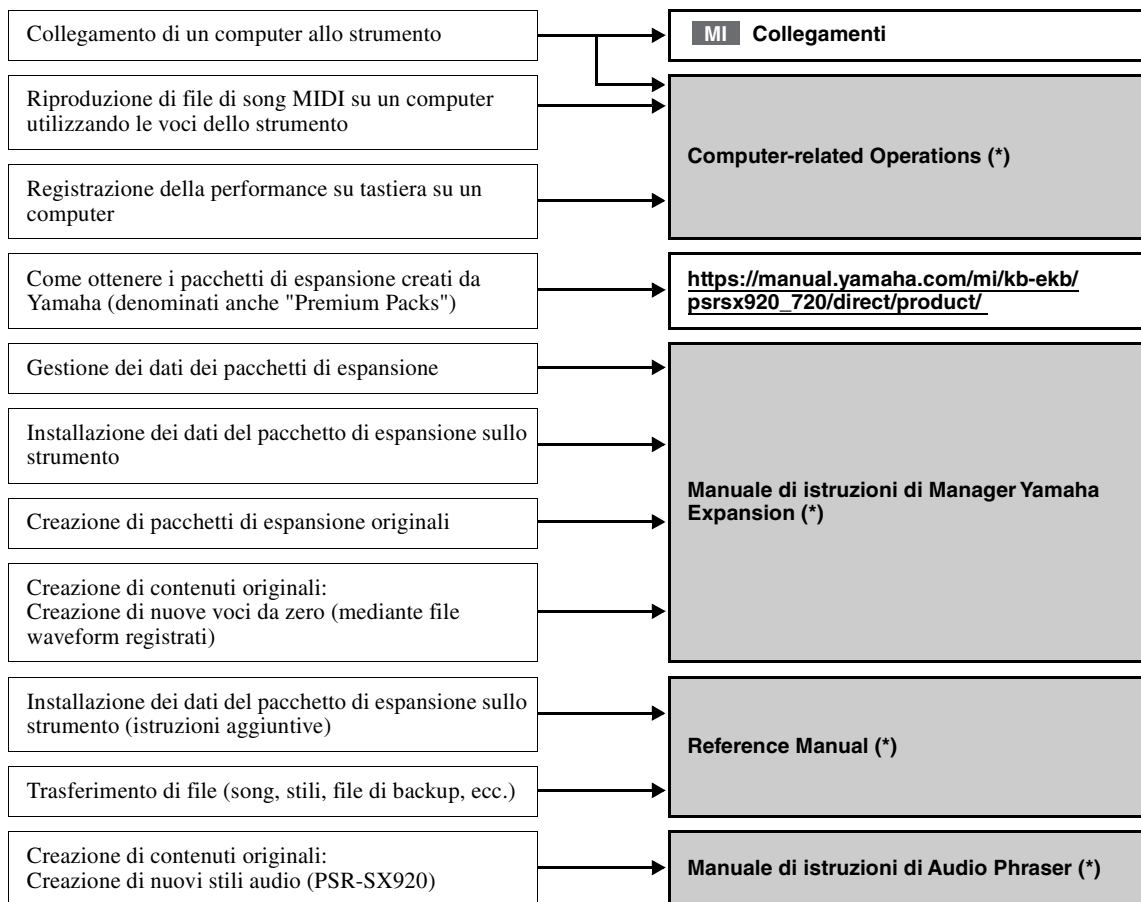 Collegamento di un computer allo strumento
MI Collegamenti
Riproduzione di file di song MIDI su un computer
utilizzando le voci dello strumento
Computer-related Operations (*)
Registrazione della performance su tastiera su un
computer
Come ottenere i pacchetti di espansione creati da
Yamaha (denominati anche "Premium Packs")
https://manual.yamaha.com/mi/kb-ekb/
psrsx920_720/direct/product/
Gestione dei dati dei pacchetti di espansione
Installazione dei dati del pacchetto di espansione sullo
strumento
Manuale di istruzioni di Manager Yamaha
Expansion (*)
Creazione di pacchetti di espansione originali
Creazione di contenuti originali:
Creazione di nuove voci da zero (mediante file
waveform registrati)
Installazione dei dati del pacchetto di espansione sullo
strumento (istruzioni aggiuntive)
Reference Manual (*)
Trasferimento di file (song, stili, file di backup, ecc.)
Creazione di contenuti originali:
Creazione di nuovi stili audio (PSR-SX920)
Manuale di istruzioni di Audio Phraser (*)